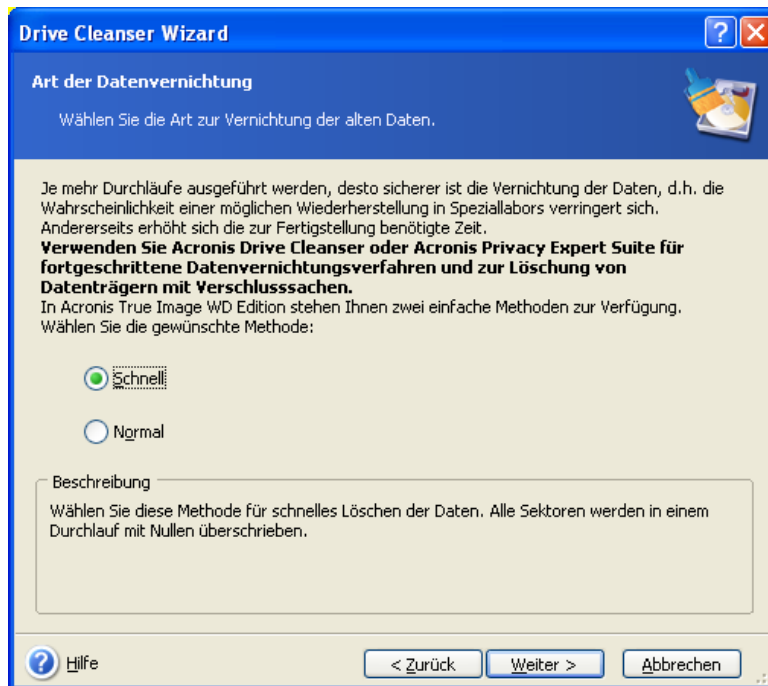 Drive Cleanser Wizard
Art der Datenvernichtung
Wählen Sie die Art zur Vernichtung der alten Daten.
Je mehr Durchläufe ausgeführt werden, desto sicherer ist die Vernichtung der Daten, d.h. die
Wahrscheinlichkeit einer möglichen Wiederherstellung in Speziallabors verringert sich.
Andererseits erhöht sich die zur Fertigstellung benötigte Zeit.
Verwenden Sie Acronis Drive Cleanser oder Acronis Privacy Expert Suite für
fortgeschrittene Datenvernichtungsverfahren und zur Löschung von
Datenträgern mit Verschlusssachen.
In Acronis True Image WD Edition stehen Ihnen zwei einfache Methoden zur Verfügung.
Wählen Sie die gewünschte Methode:
Schnell
Normal
Beschreibung
Wählen Sie diese Methode für schnelles Löschen der Daten. Alle Sektoren werden in einem
Durchlauf mit Nullen überschrieben.
Hilfe
< Zurück
Weiter >
Abbrechen